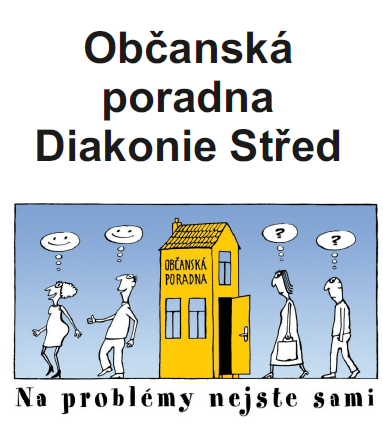 Občanská
poradna
Diakonie Střed
?
?
OBČANSKÁ
PORADNA
Na problémy nejste sami